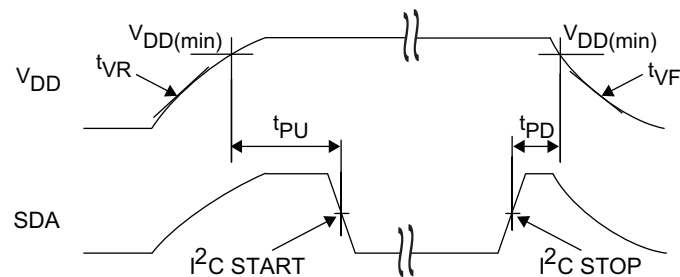 VDD(min)
VDD(min)
tVR
tVF
VDD
tPU
tPD
SDA
I2C START
I2C STOP